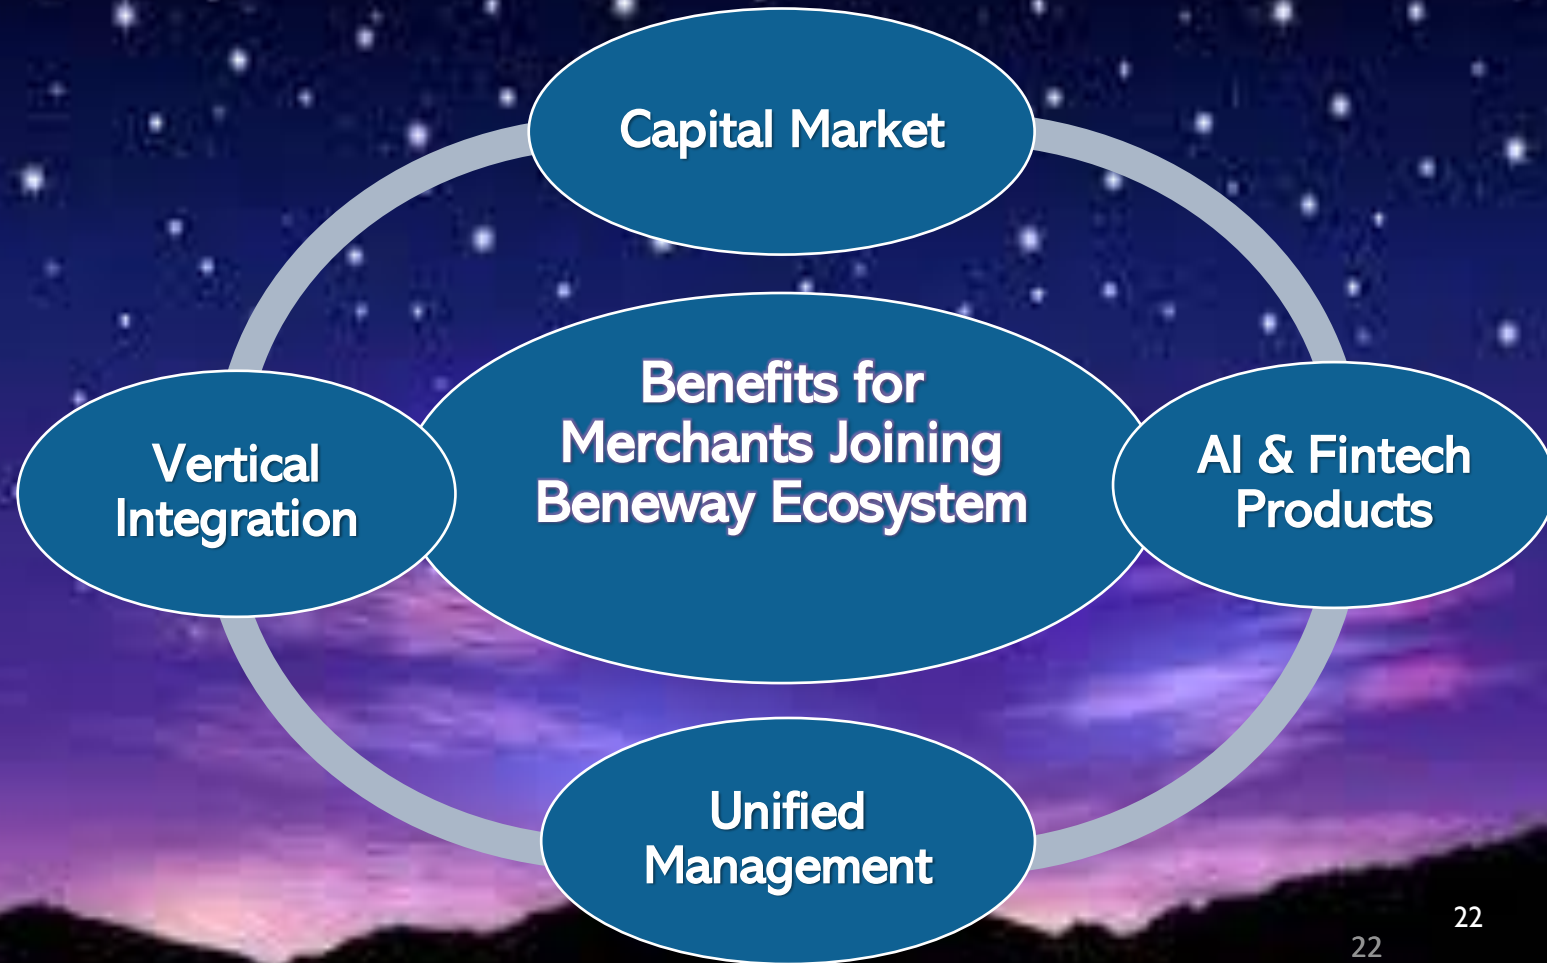 Capital Market
Benefits for
Merchants Joining
Beneway Ecosystem
Vertical
Integration
AI & Fintech
Products
Unified
Management
22
22